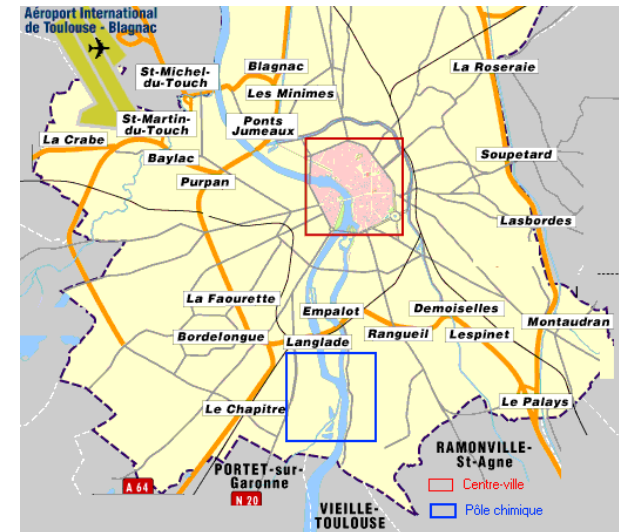 Aéroport International
de Toulouse - Blagnac
St-Michel-
du-Touch
Blagnac
La Roseraie
Les Minimes
St-Martin-
du-Touch
Ponts
Jumeaux
La Crabe
Baylac
Soupetard
Purpan
Lasbordes
La Faourette
Empalot
Demoiselles
Montaudran
Bordelongue
Langlade
Rangueil
Lespinet
Le Chapitre
Le Palays
RAMONVILLE-
St-Agne
PORTET-sur-
Garonne
A 64
N 20
Centre-ville
Pôle chimique
VIEILLE-
TOULOUSE